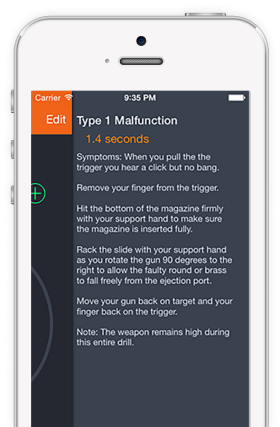 Carrier 9:35 PM
Edit
Type 1 Malfunction
1.4 seconds
Symptoms: When you pull the the
trigger you hear a click but no bang.
Remove your finger from the trigger.
Hit the bottom of the magazine firmly
with your support hand to make sure
the magazine is inserted fully.
Rack the slide with your support hand
as you rotate the gun 90 degrees to the
right to allow the faulty round or brass
to fall freely from the ejection port.
Move your gun back on target and your
finger back on the trigger.
Note: The weapon remains high during
this entire drill.